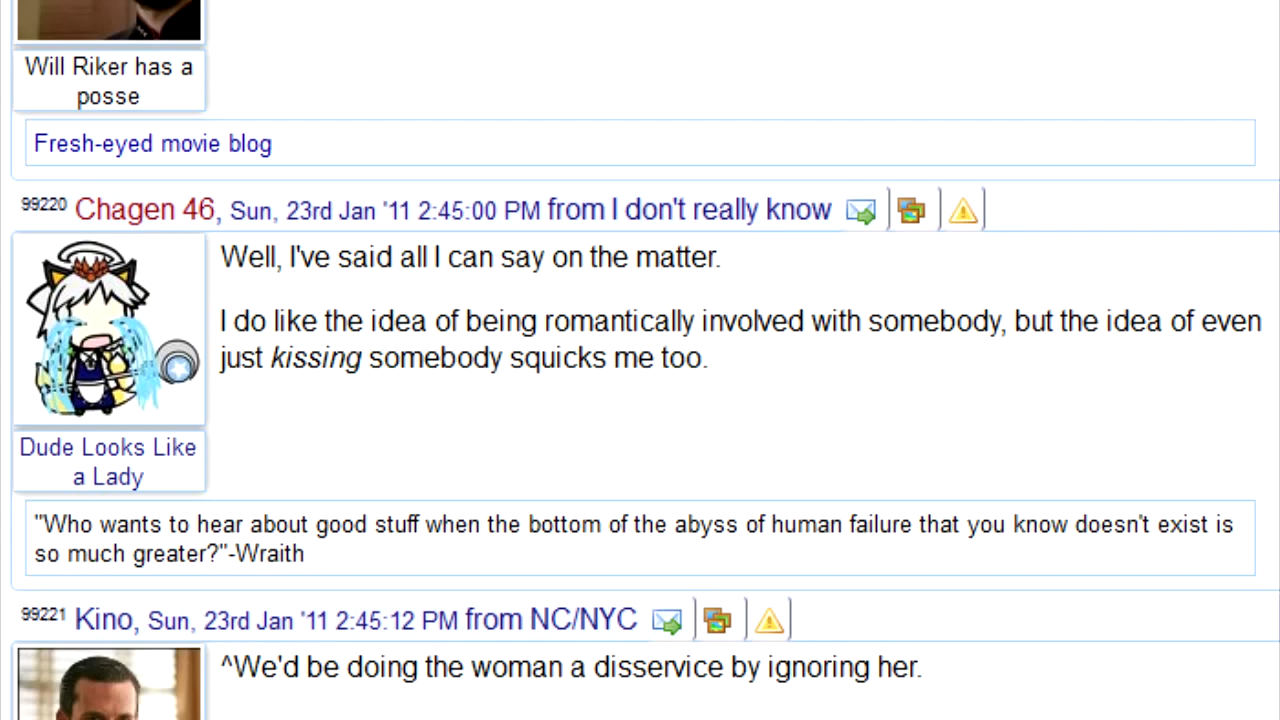 Will Riker has a
posse
Fresh-eyed movie blog
99220 Chagen 46, Sun, 23rd Jan '11 2:45:00 PM from I don't really know
Well, I've said all I can say on the matter.
I do like the idea of being romantically involved with somebody, but the idea of even
just kissing somebody squicks me too.
Dude Looks Like
a Lady
"Who wants to hear about good stuff when the bottom of the abyss of human failure that you know doesn't exist is
so much greater?"-Wraith
99221 Kino, Sun, 23rd Jan '11 2:45:12 PM from NC/NYC
^We'd be doing the woman a disservice by ignoring her.